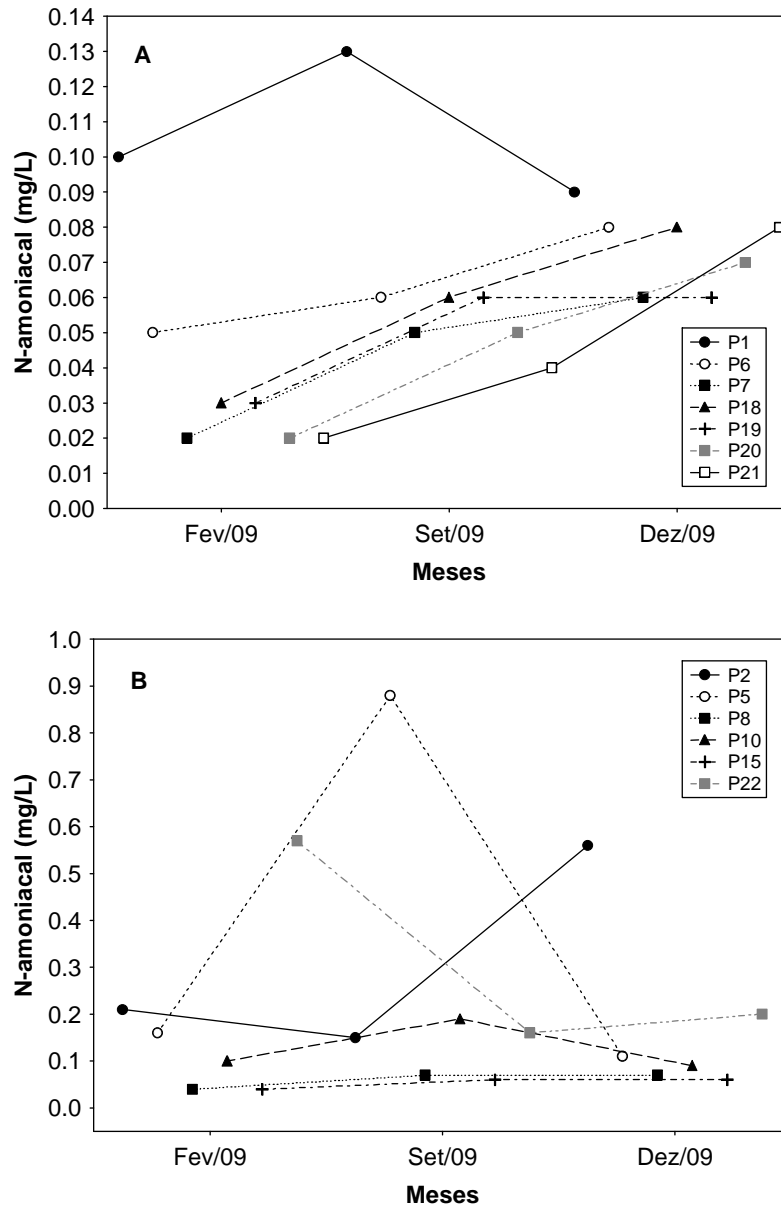 0.14
0.13
0.12
0.11
0.10
0.09
0.08
0.07
0.06
0.05
0.04
0.03
0.02
0.01
0.00
N-amoniacal (mg/L)
A
P1
P6
P7
P18
P19
P20
P21
Fev/09 Set/09 Dez/09
Meses
1.0
0.9
0.8
0.7
0.6
0.5
0.4
0.3
0.2
0.1
0.0
N-amoniacal (mg/L)
B
P2
P5
P8
P10
P15
P22
Fev/09 Set/09 Dez/09
Meses